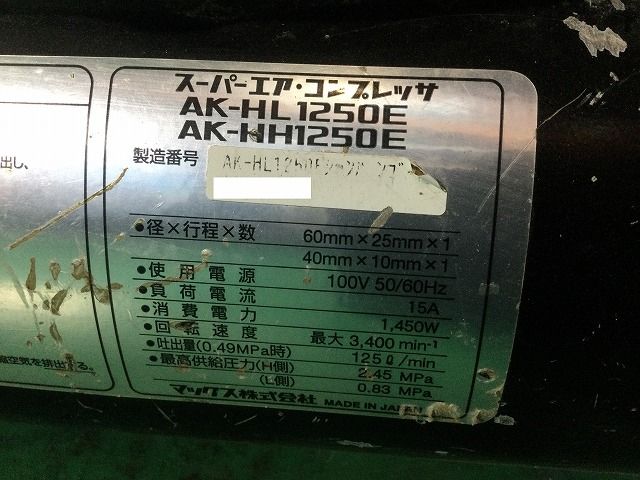 スーパーエア・コンプレッサ
AK-HL1250E
AK-HH1250E
製造番号
AK-HL1250E
●径×行程×数 60mm×25mm×1
40mm×10mm×1
●使用電源 100V 50/60Hz
●負荷電流 15A
●消費電力 1,450W
●回転速度 最大 3,400 min⁻¹
●吐出量(0.49MPa時) 125ℓ/min
●最高供給圧力(H側) 2.45 MPa
(L側) 0.83 MPa
マックス株式会社 MADE IN JAPAN
出し、
空気を排出する。